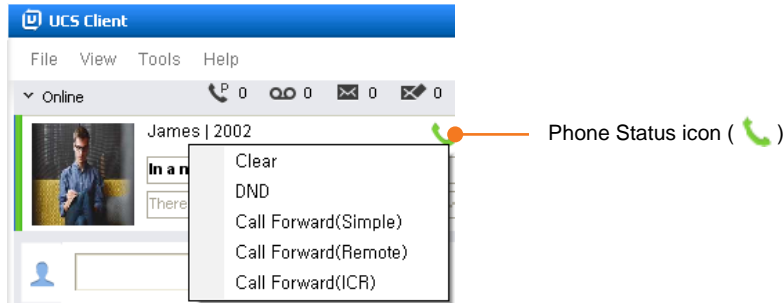 UCS Client
File View Tools Help
Online P 0 0 0 0
James | 2002
Phone Status icon ( )
Clear
In a
DND
There
Call Forward(Simple)
Call Forward(Remote)
Call Forward(ICR)